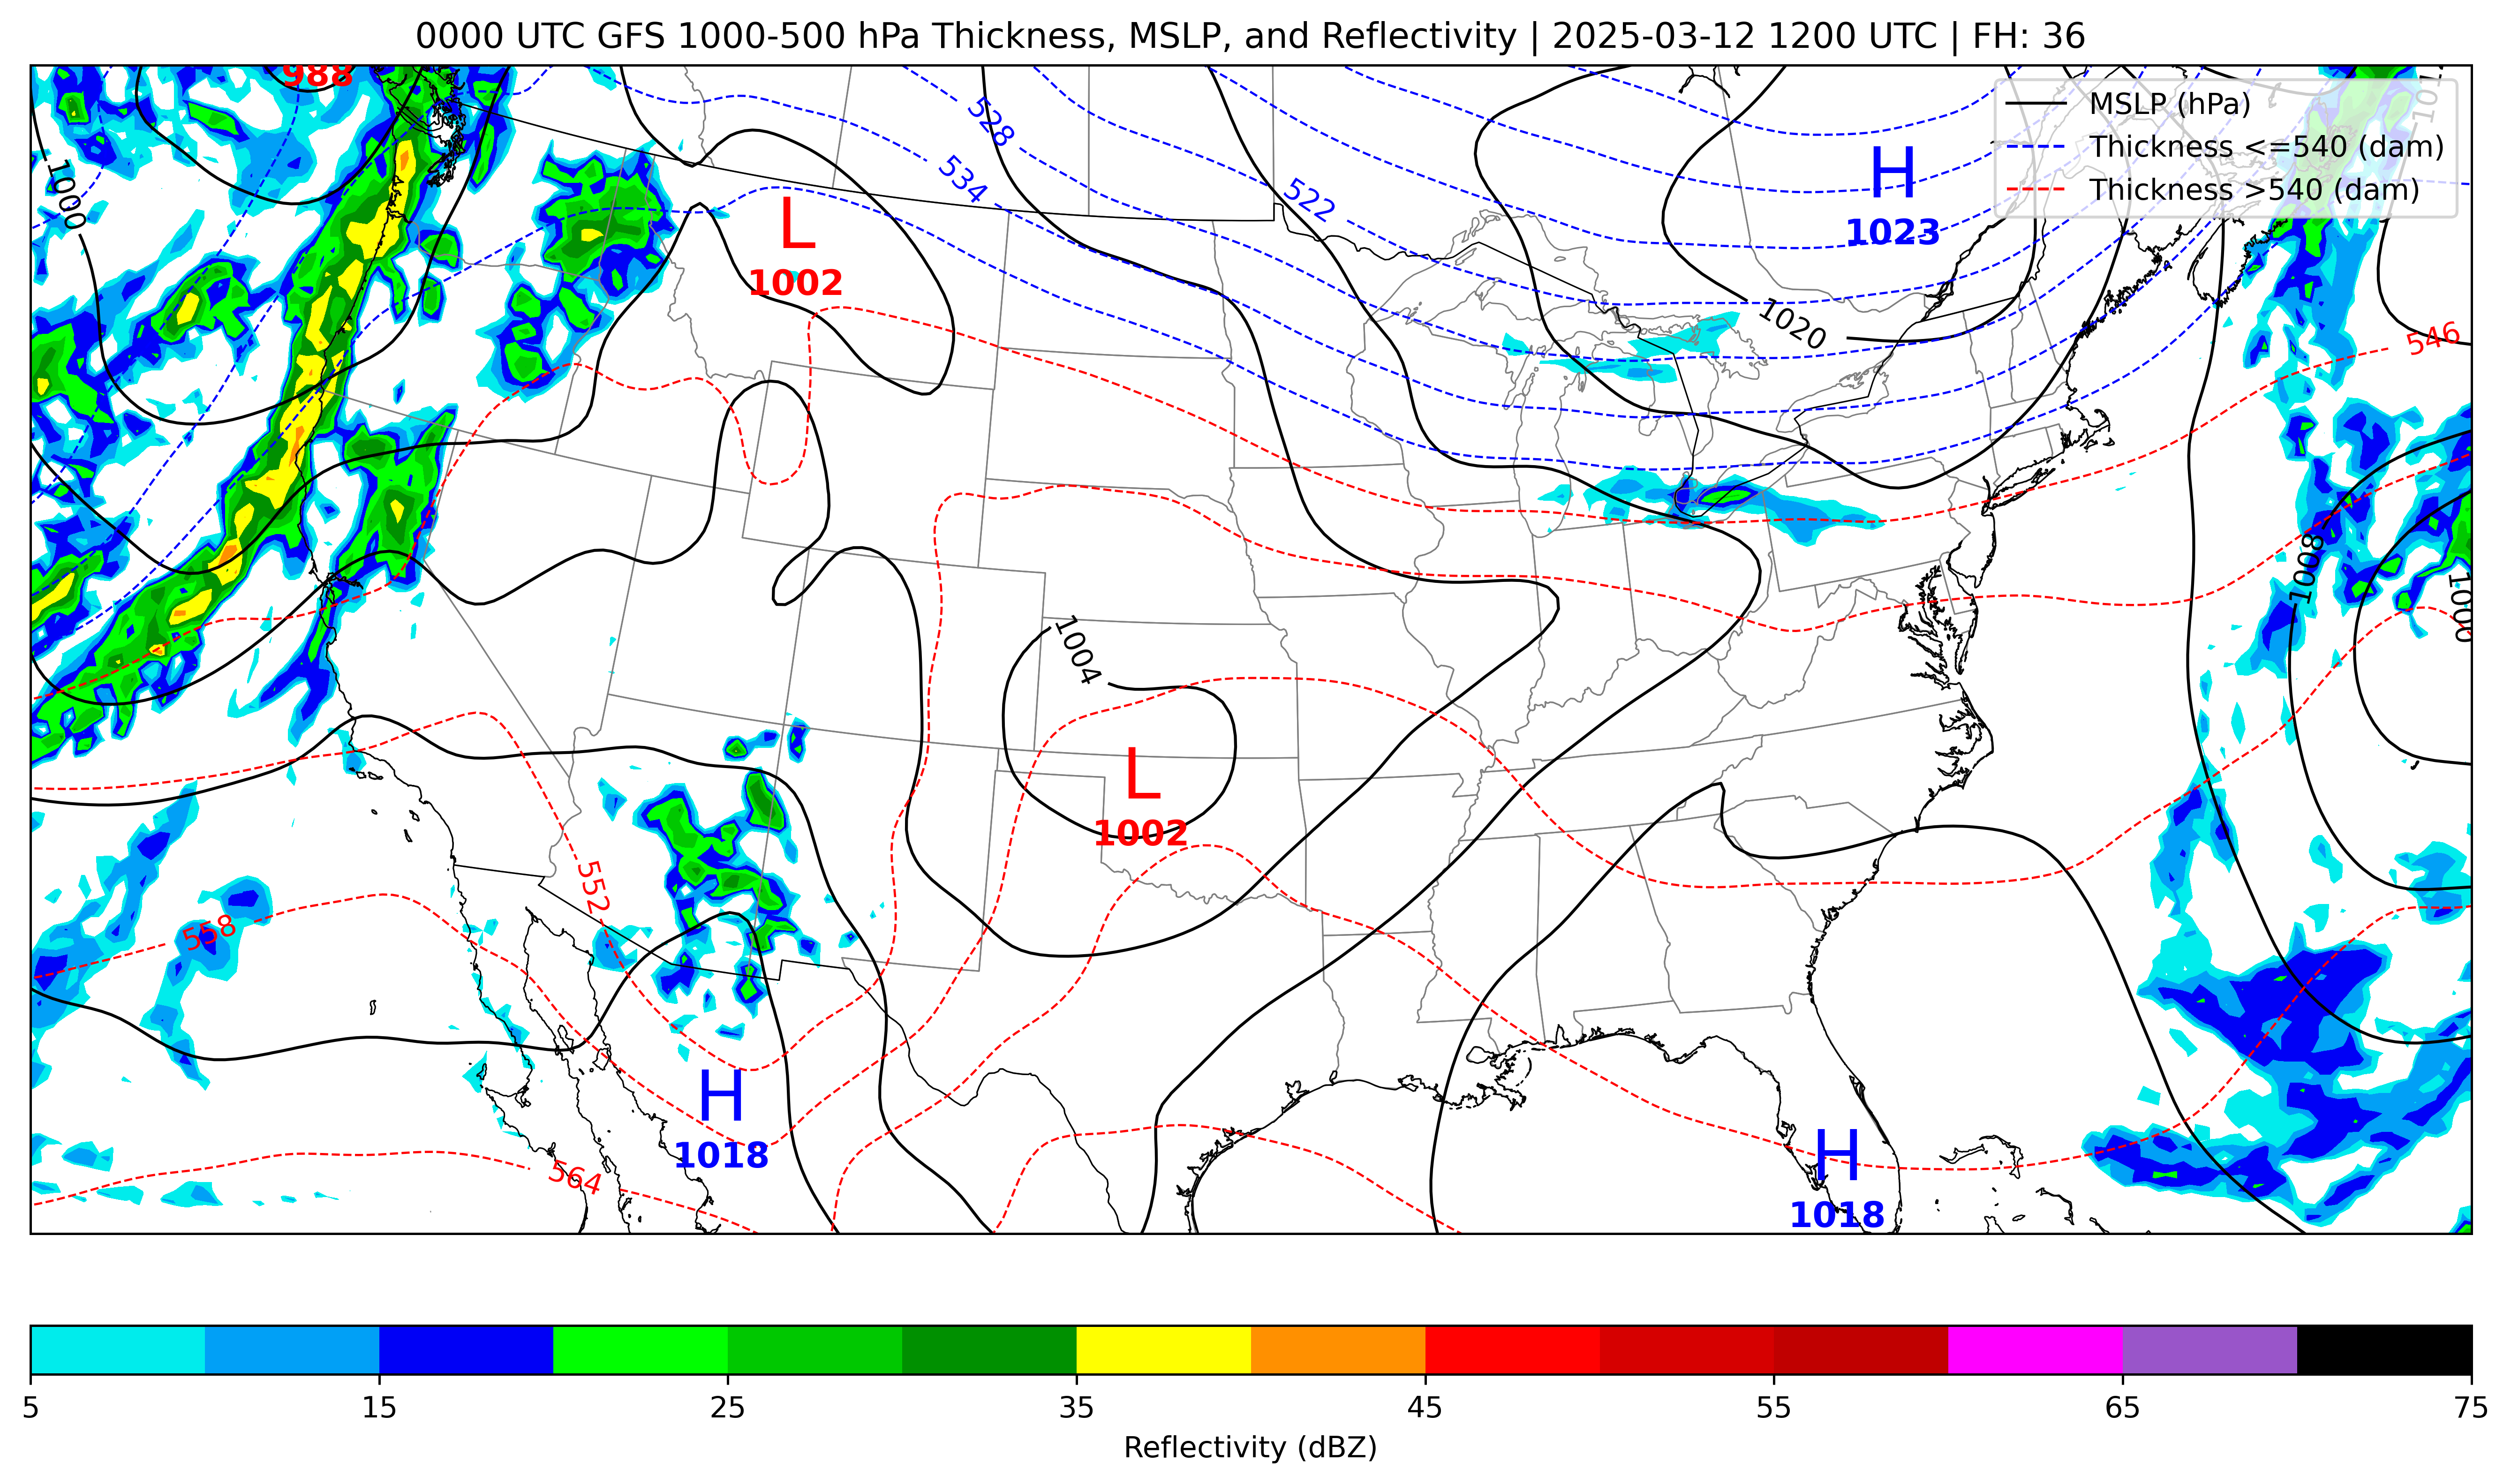 0000 UTC GFS 1000-500 hPa Thickness, MSLP, and Reflectivity | 2025-03-12 1200 UTC | FH: 36
988
MSLP (hPa)
Thickness <=540 (dam)
Thickness >540 (dam)
528
1000
534
522
H
1023
L
1002
1020
546
1008
1000
1004
L
1002
552
558
H
1018
H
1018
564
5 15 25 35 45 55 65 75
Reflectivity (dBZ)